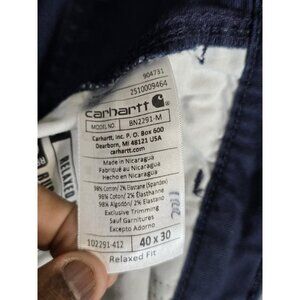 904731
2510009464
carhartt
MODEL NO. BN2291-M
Carhartt, Inc. P.O. Box 600
Dearborn, MI 48121 USA
carhartt.com
Made in Nicaragua
Fabriqué au Nicaragua
Hecho en Nicaragua
98% Cotton/ 2% Elastane (Spandex)
98% Coton/ 2% Élasthanne
98% Algodón/ 2% Elastano
Exclusive Trimming
Sauf Garnitures
Excepto Adorno
102291-412 40 x 30
Relaxed Fit
RELAXED